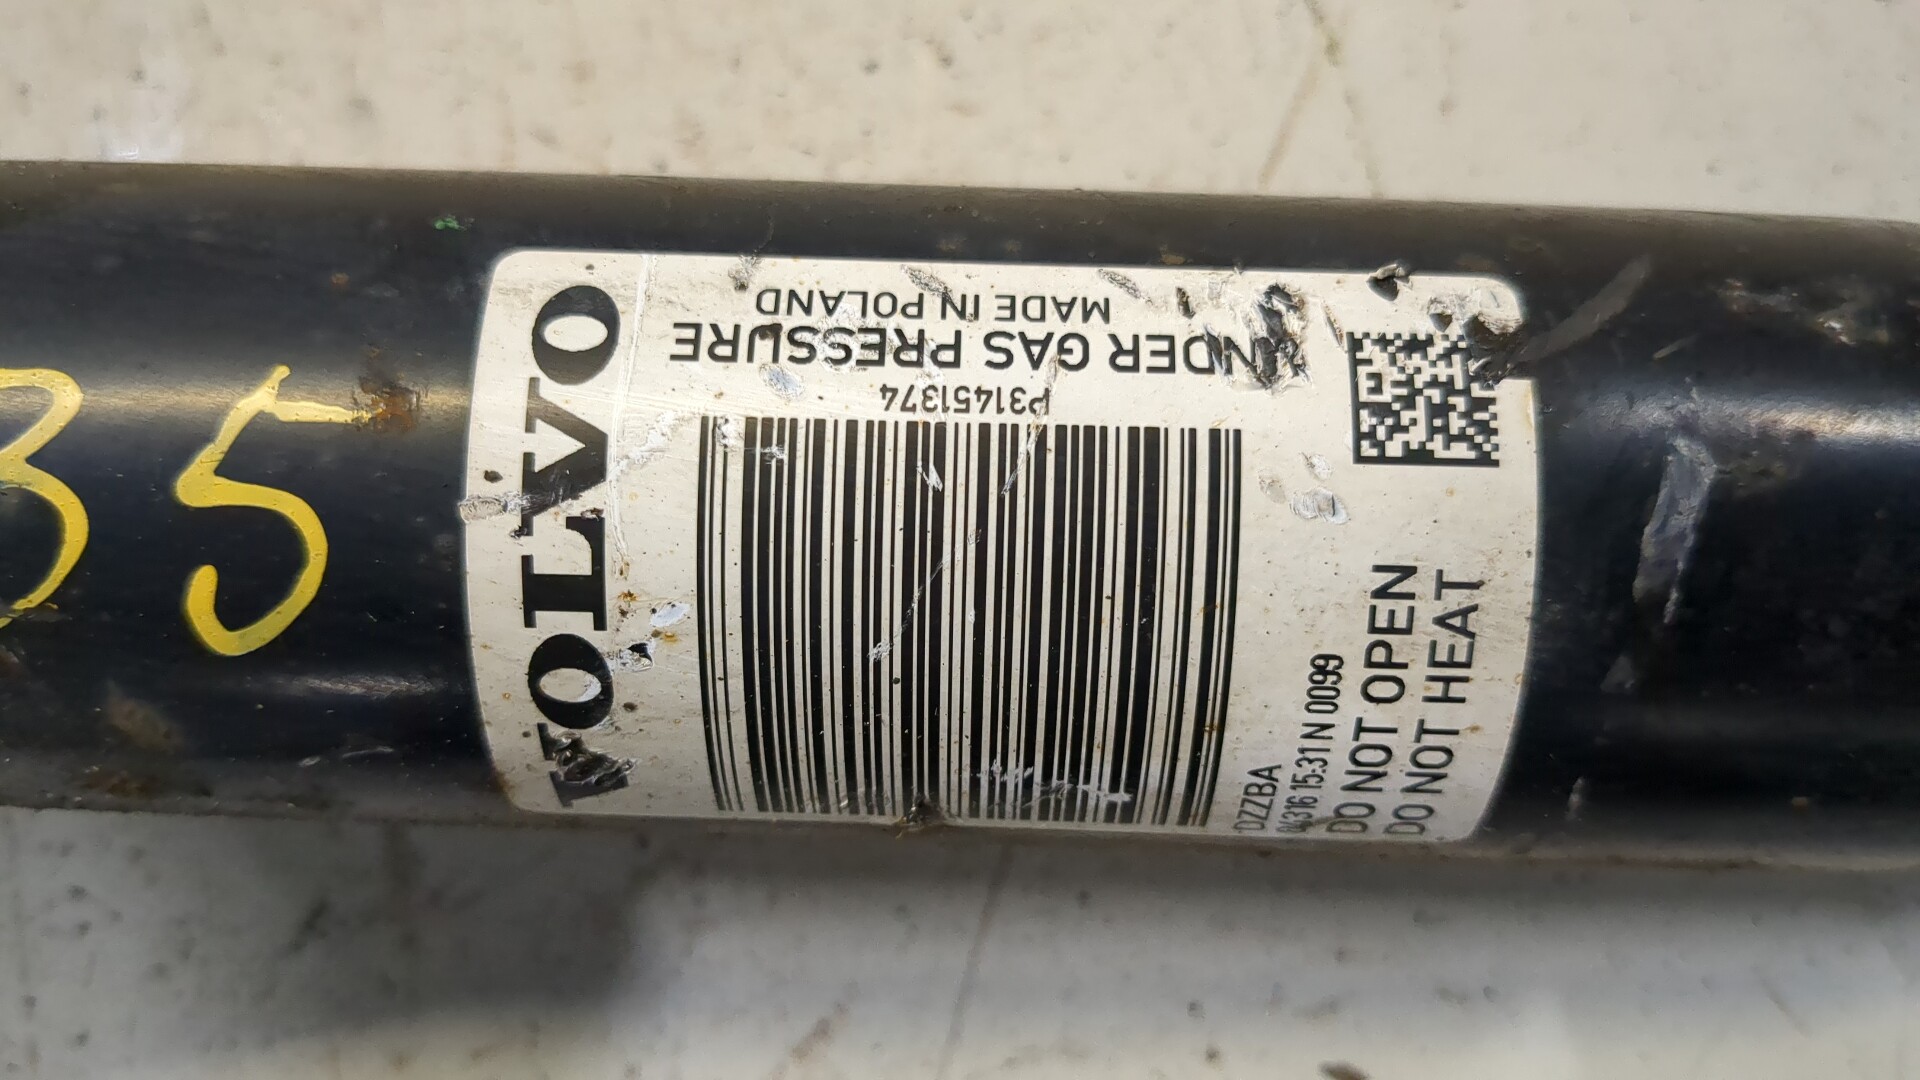 35
VOLVO
MADE IN POLAND
UNDER GAS PRESSURE
P31451374
DZZBA
04316 15:31 N 0099
DO NOT OPEN
DO NOT HEAT